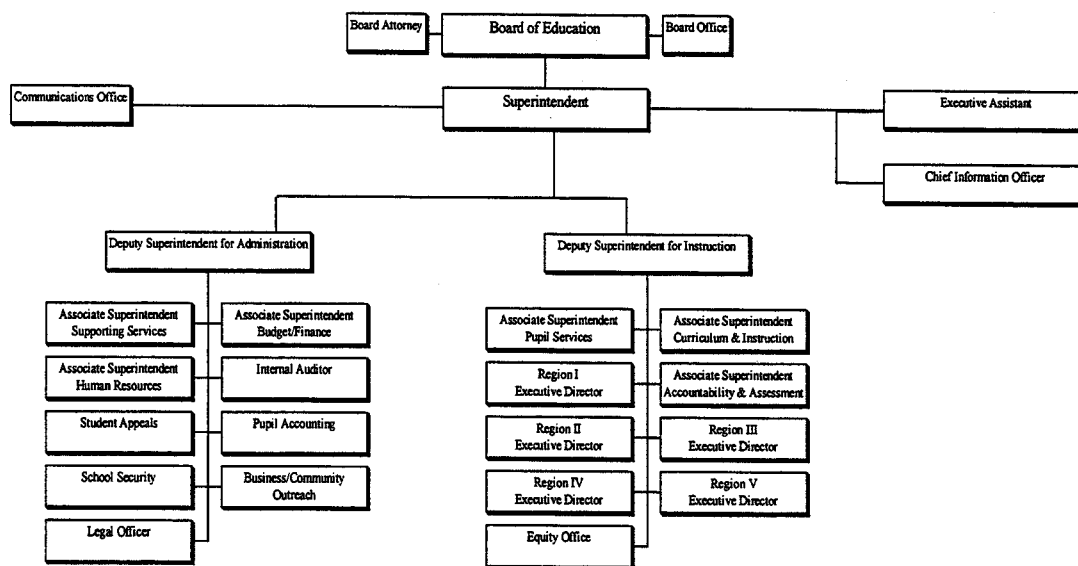 Board Attorney
Board of Education
Board Office
Communications Office
Superintendent
Executive Assistant
Chief Information Officer
Deputy Superintendent for Administration
Deputy Superintendent for Instruction
Associate Superintendent
Supporting Services
Associate Superintendent
Budget/Finance
Associate Superintendent
Human Resources
Internal Auditor
Student Appeals
Pupil Accounting
School Security
Business/Community
Outreach
Legal Officer
Associate Superintendent
Pupil Services
Associate Superintendent
Curriculum & Instruction
Region I
Executive Director
Associate Superintendent
Accountability & Assessment
Region II
Executive Director
Region III
Executive Director
Region IV
Executive Director
Region V
Executive Director
Equity Office